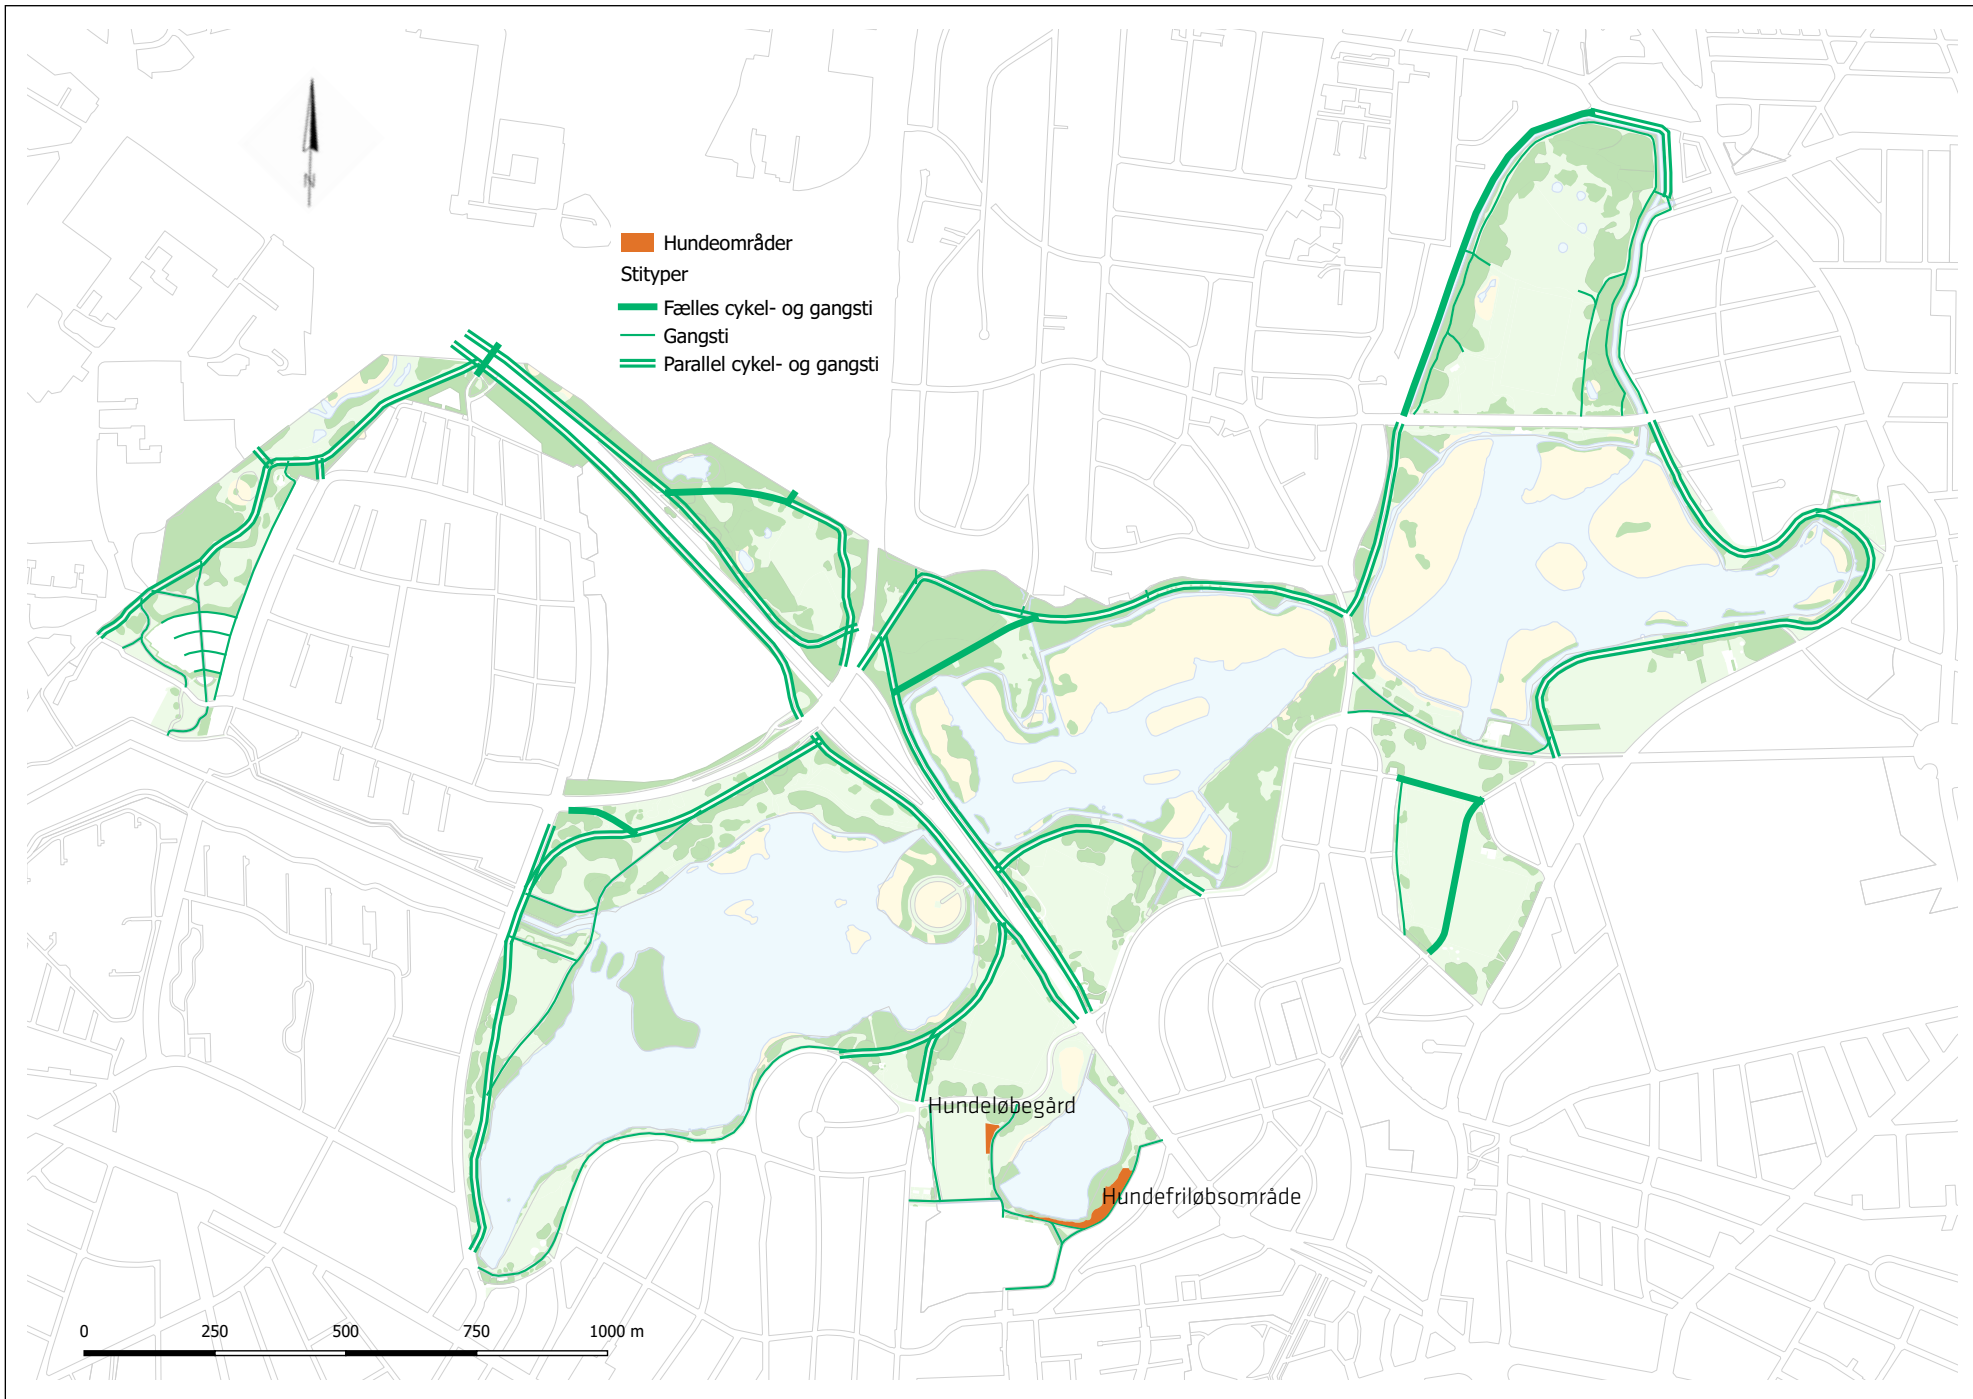 N
Hundeområder
Stityper
Fælles cykel- og gangsti
Gangsti
Parallel cykel- og gangsti
Hundeløbegård
Hundefriløbsområde
0 250 500 750 1000 m